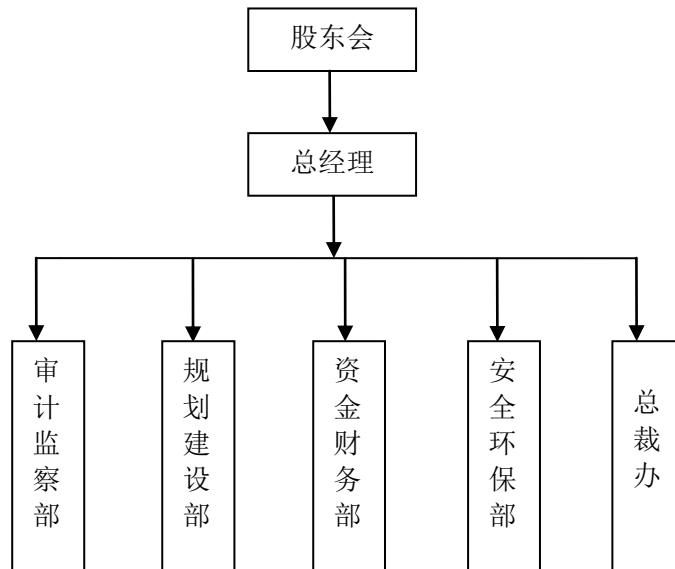 股东会
总经理
审计监察部
规划建设部
资金财务部
安全环保部
总裁办